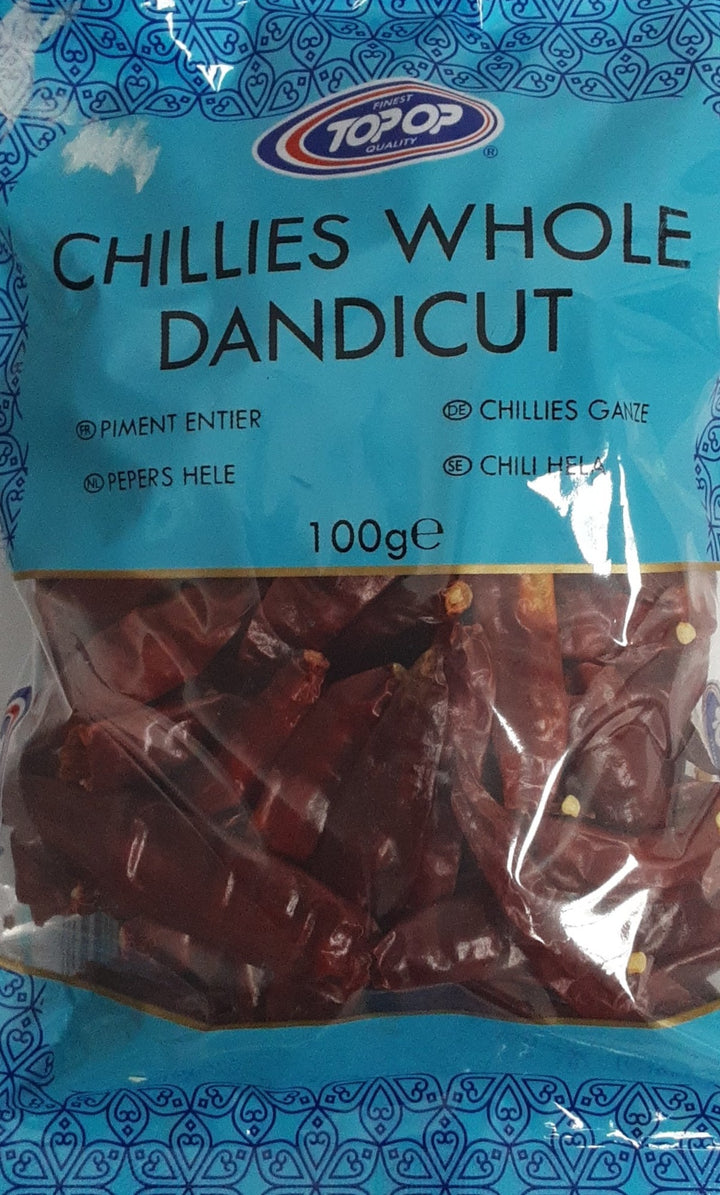 FINEST
TOPOP
QUALITY
®
CHILLIES WHOLE
DANDICUT
FR PIMENT ENTIER
DE CHILLIES GANZE
NL PEPERS HELE
SE CHILI HELA
100g℮